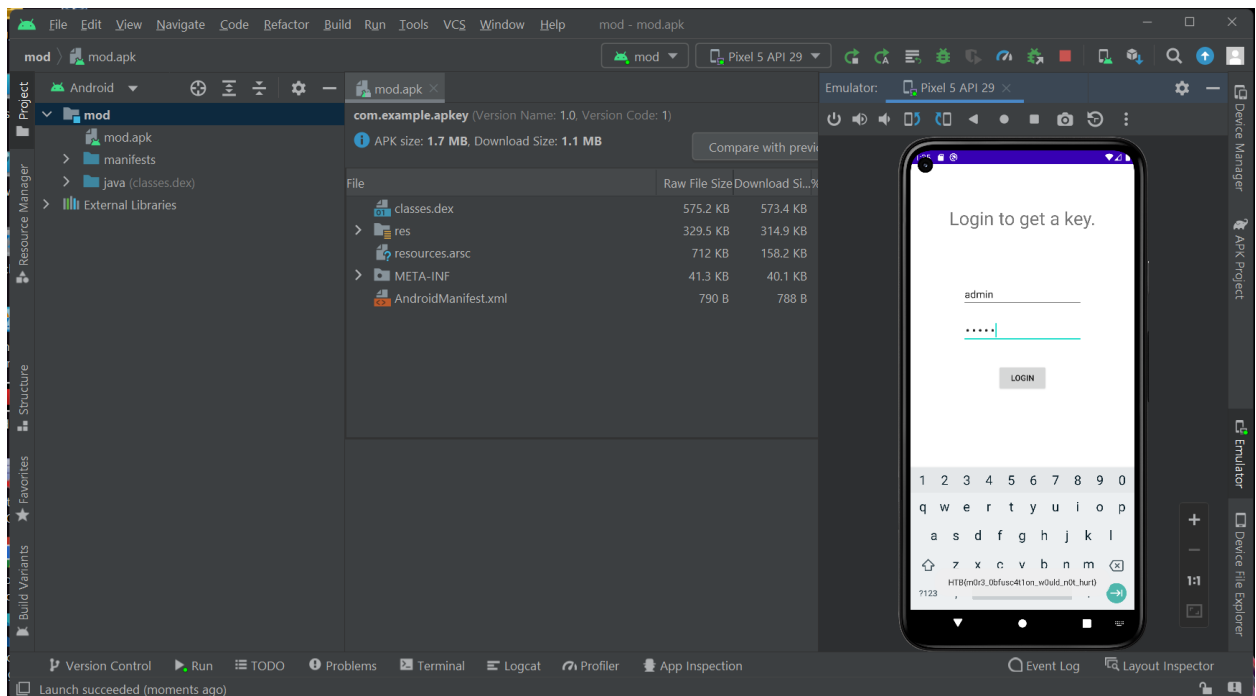 File Edit View Navigate Code Refactor Build Run Tools VCS Window Help mod - mod.apk
mod mod.apk mod Pixel 5 API 29
Project
Resource Manager
Structure
Favorites
Build Variants
Android
mod
mod.apk
manifests
java (classes.dex)
External Libraries
mod.apk
com.example.apkey (Version Name: 1.0, Version Code: 1)
APK size: 1.7 MB, Download Size: 1.1 MB
Compare with previ
File Raw File Size Download Si...%
classes.dex 575.2 KB 573.4 KB
res 329.5 KB 314.9 KB
resources.arsc 712 KB 158.2 KB
META-INF 41.3 KB 40.1 KB
AndroidManifest.xml 790 B 788 B
Emulator: Pixel 5 API 29
Login to get a key.
admin
•••••
LOGIN
1 2 3 4 5 6 7 8 9 0
q w e r t y u i o p
a s d f g h j k l
z x c v b n m
HTB{m0r3_0bfusc4t1on_w0uld_n0t_hurt}
?123 , .
1:1
Device Manager
APK Project
Emulator
Device File Explorer
Version Control Run TODO Problems Terminal Logcat Profiler App Inspection Event Log Layout Inspector
Launch succeeded (moments ago)